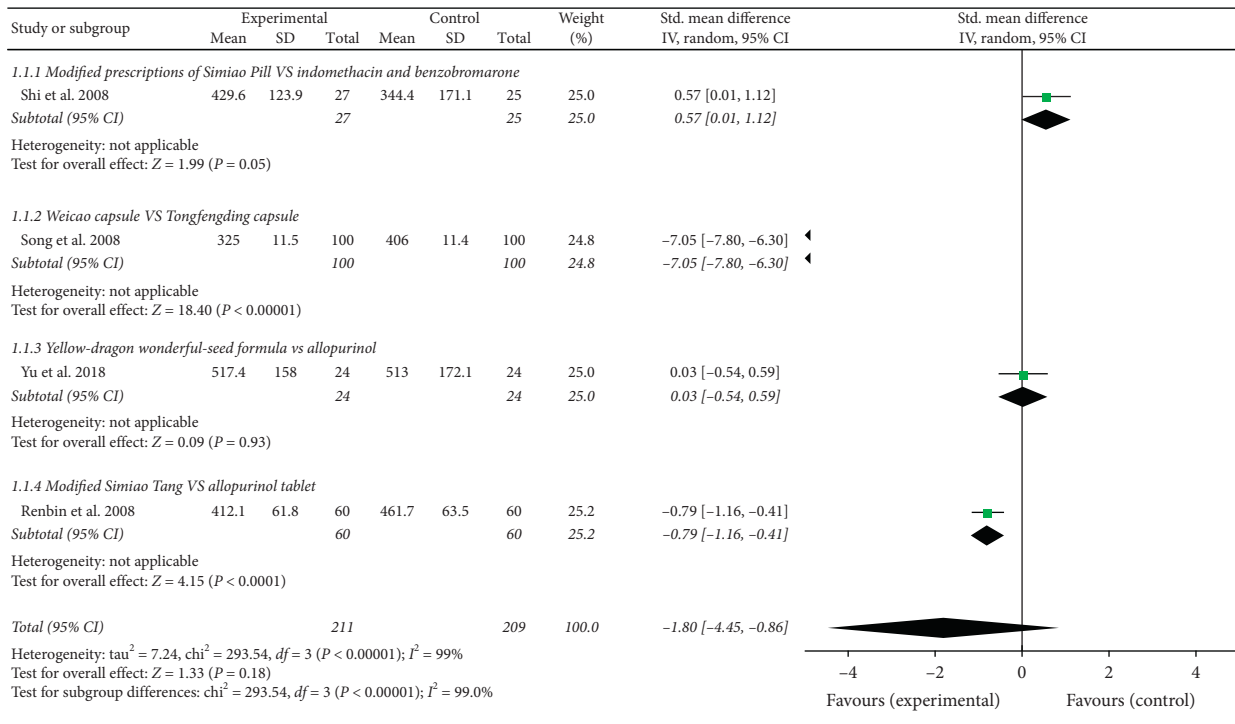 Study or subgroup Experimental Control Weight (%) Std. mean difference IV, random, 95% CI Std. mean difference IV, random, 95% CI
Mean SD Total Mean SD Total
1.1.1 Modified prescriptions of Simiao Pill VS indomethacin and benzobromarone
Shi et al. 2008 429.6 123.9 27 344.4 171.1 25 25.0 0.57 [0.01, 1.12]
Subtotal (95% CI) 27 25 25.0 0.57 [0.01, 1.12]
Heterogeneity: not applicable
Test for overall effect: Z = 1.99 (P = 0.05)
1.1.2 Weicao capsule VS Tongfengding capsule
Song et al. 2008 325 11.5 100 406 11.4 100 24.8 –7.05 [–7.80, –6.30]
Subtotal (95% CI) 100 100 24.8 –7.05 [–7.80, –6.30]
Heterogeneity: not applicable
Test for overall effect: Z = 18.40 (P < 0.00001)
1.1.3 Yellow-dragon wonderful-seed formula vs allopurinol
Yu et al. 2018 517.4 158 24 513 172.1 24 25.0 0.03 [–0.54, 0.59]
Subtotal (95% CI) 24 24 25.0 0.03 [–0.54, 0.59]
Heterogeneity: not applicable
Test for overall effect: Z = 0.09 (P = 0.93)
1.1.4 Modified Simiao Tang VS allopurinol tablet
Renbin et al. 2008 412.1 61.8 60 461.7 63.5 60 25.2 –0.79 [–1.16, –0.41]
Subtotal (95% CI) 60 60 25.2 –0.79 [–1.16, –0.41]
Heterogeneity: not applicable
Test for overall effect: Z = 4.15 (P < 0.0001)
Total (95% CI) 211 209 100.0 –1.80 [–4.45, –0.86]
Heterogeneity: tau² = 7.24, chi² = 293.54, df = 3 (P < 0.00001); I² = 99%
Test for overall effect: Z = 1.33 (P = 0.18)
Test for subgroup differences: chi² = 293.54, df = 3 (P < 0.00001); I² = 99.0%
–4 –2 0 2 4
Favours (experimental) Favours (control)